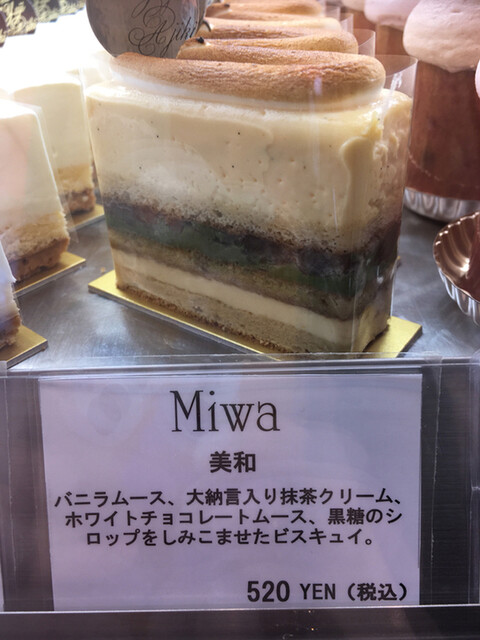 Miwa
美和
バニラムース、大納言入り抹茶クリーム、
ホワイトチョコレートムース、黒糖のシ
ロップをしみこませたビスキュイ。
520 YEN（税込）